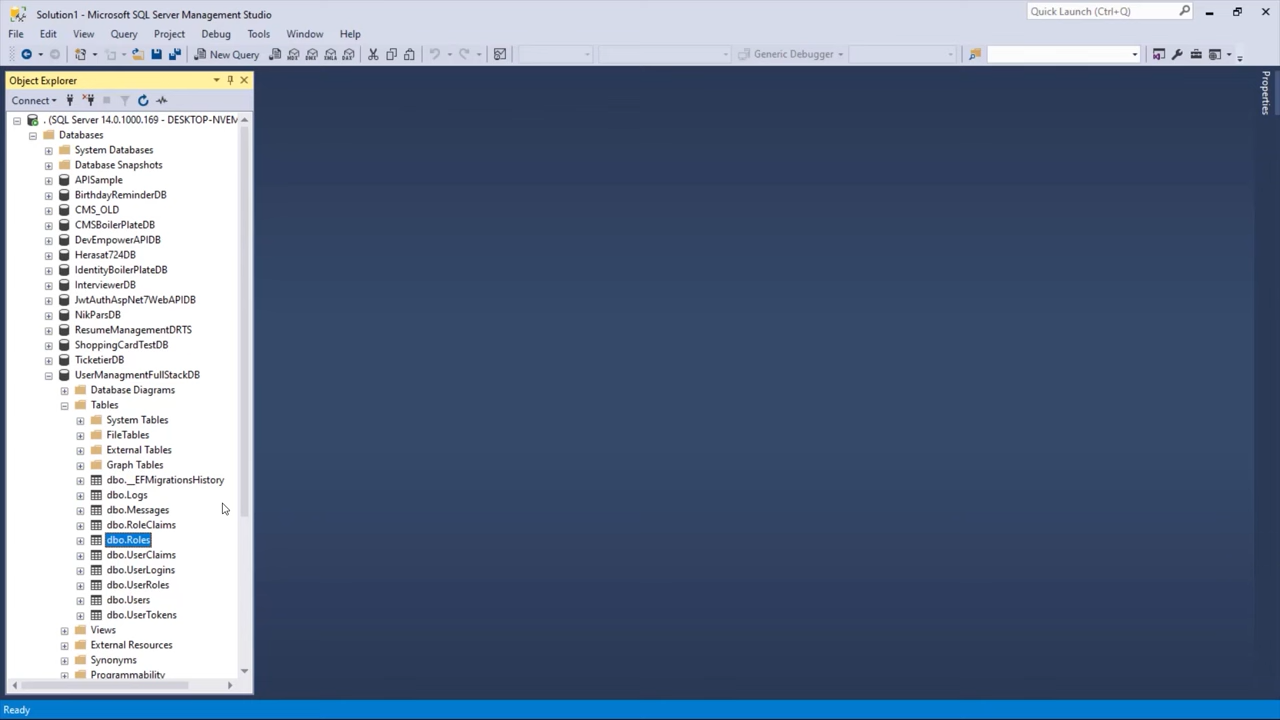 Solution1 - Microsoft SQL Server Management Studio
Quick Launch (Ctrl+Q)
File Edit View Query Project Debug Tools Window Help
New Query
Generic Debugger
Object Explorer
Properties
Connect
. (SQL Server 14.0.1000.169 - DESKTOP-NVEM
Databases
System Databases
Database Snapshots
APISample
BirthdayReminderDB
CMS_OLD
CMSBoilerPlateDB
DevEmpowerAPIDB
Herasat724DB
IdentityBoilerPlateDB
InterviewerDB
JwtAuthAspNet7WebAPIDB
NikParsDB
ResumeManagementDRTS
ShoppingCardTestDB
TicketierDB
UserManagmentFullStackDB
Database Diagrams
Tables
System Tables
FileTables
External Tables
Graph Tables
dbo.__EFMigrationsHistory
dbo.Logs
dbo.Messages
dbo.RoleClaims
dbo.Roles
dbo.UserClaims
dbo.UserLogins
dbo.UserRoles
dbo.Users
dbo.UserTokens
Views
External Resources
Synonyms
Programmability
Ready